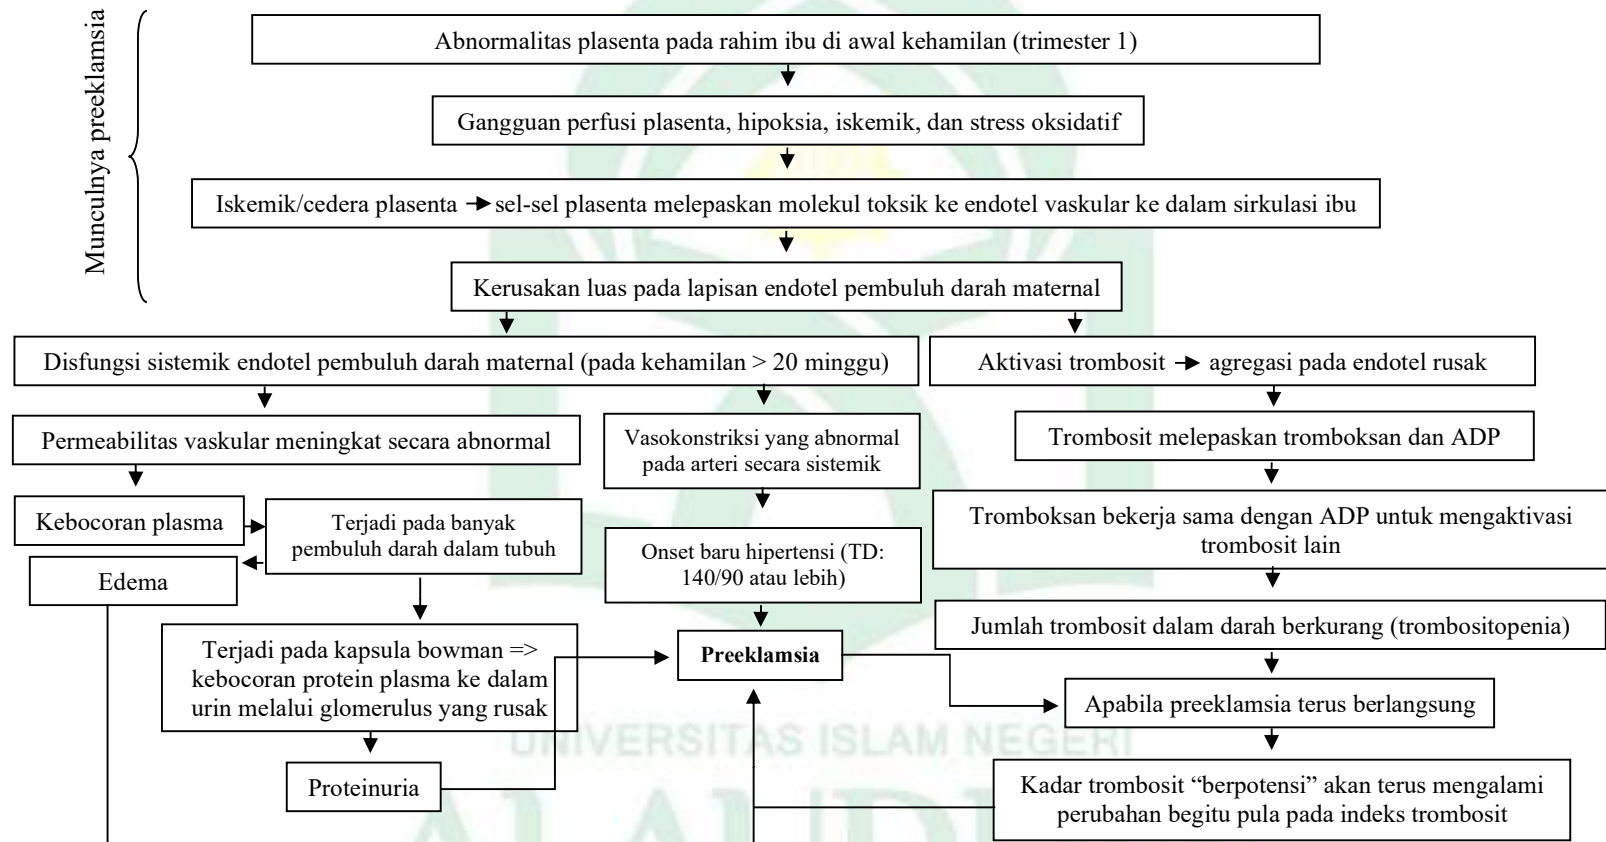 Munculnya preeklamsia
Abnormalitas plasenta pada rahim ibu di awal kehamilan (trimester 1)
Gangguan perfusi plasenta, hipoksia, iskemik, dan stress oksidatif
Iskemik/cedera plasenta → sel-sel plasenta melepaskan molekul toksik ke endotel vaskular ke dalam sirkulasi ibu
Kerusakan luas pada lapisan endotel pembuluh darah maternal
Disfungsi sistemik endotel pembuluh darah maternal (pada kehamilan > 20 minggu)
Aktivasi trombosit → agregasi pada endotel rusak
Permeabilitas vaskular meningkat secara abnormal
Vasokonstriksi yang abnormal
pada arteri secara sistemik
Trombosit melepaskan tromboksan dan ADP
Kebocoran plasma
Terjadi pada banyak
pembuluh darah dalam tubuh
Edema
Onset baru hipertensi (TD:
140/90 atau lebih)
Tromboksan bekerja sama dengan ADP untuk mengaktivasi
trombosit lain
Jumlah trombosit dalam darah berkurang (trombositopenia)
Terjadi pada kapsula bowman =>
kebocoran protein plasma ke dalam
urin melalui glomerulus yang rusak
Preeklamsia
Apabila preeklamsia terus berlangsung
Proteinuria
Kadar trombosit “berpotensi” akan terus mengalami
perubahan begitu pula pada indeks trombosit
UNIVERSITAS ISLAM NEGERI